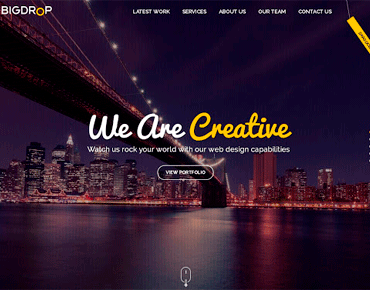 BIGDROP
LATEST WORK SERVICES ABOUT US OUR TEAM CONTACT US
We Are Creative
Watch us rock your world with our web design capabilities
VIEW PORTFOLIO